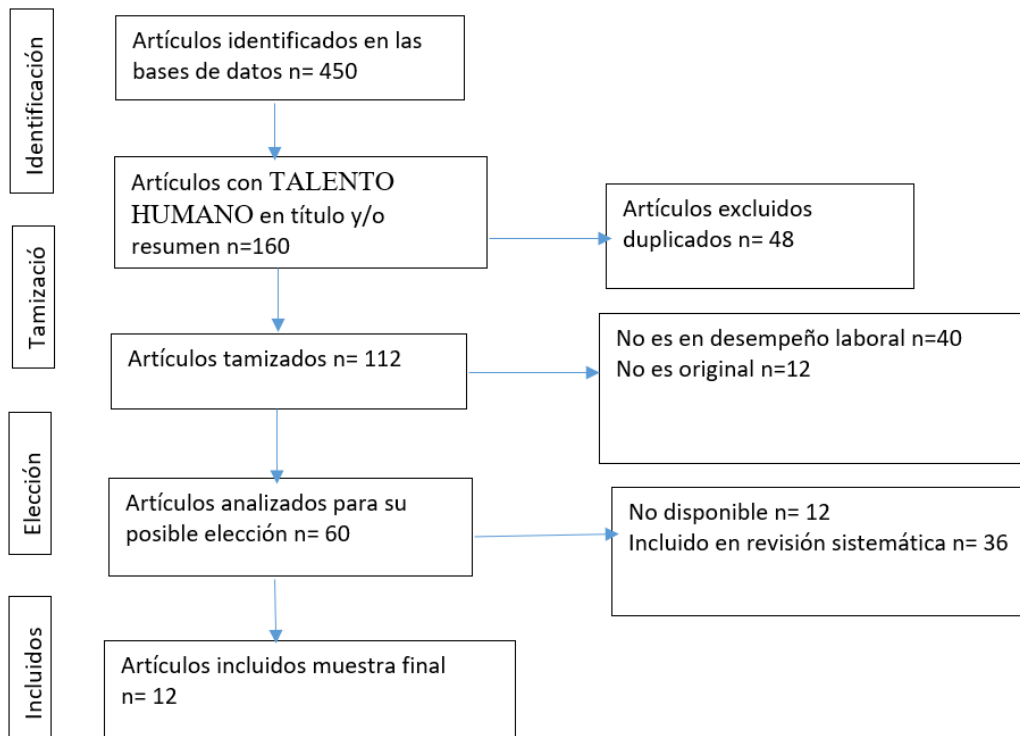 Identificación
Artículos identificados en las
bases de datos n= 450
Artículos con TALENTO
HUMANO en título y/o
resumen n=160
Artículos excluidos
duplicados n= 48
Tamizació
Artículos tamizados n= 112
No es en desempeño laboral n=40
No es original n=12
Elección
Artículos analizados para su
posible elección n= 60
No disponible n= 12
Incluido en revisión sistemática n= 36
Incluidos
Artículos incluidos muestra final
n= 12